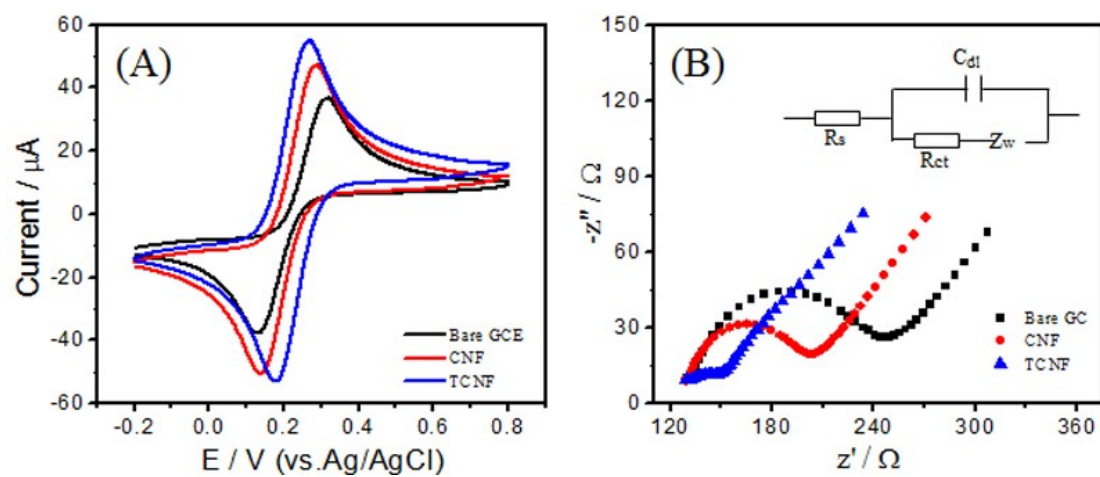 (A)
60
40
20
0
-20
-40
-60
Current / μA
-0.2 0.0 0.2 0.4 0.6 0.8
E / V (vs.Ag/AgCl)
Bare GCE
CNF
TCNF
(B)
150
120
90
60
30
0
-z'' / Ω
120 180 240 300 360
z' / Ω
Cdl
Rs
Rct
Zw
Bare GC
CNF
TCNF